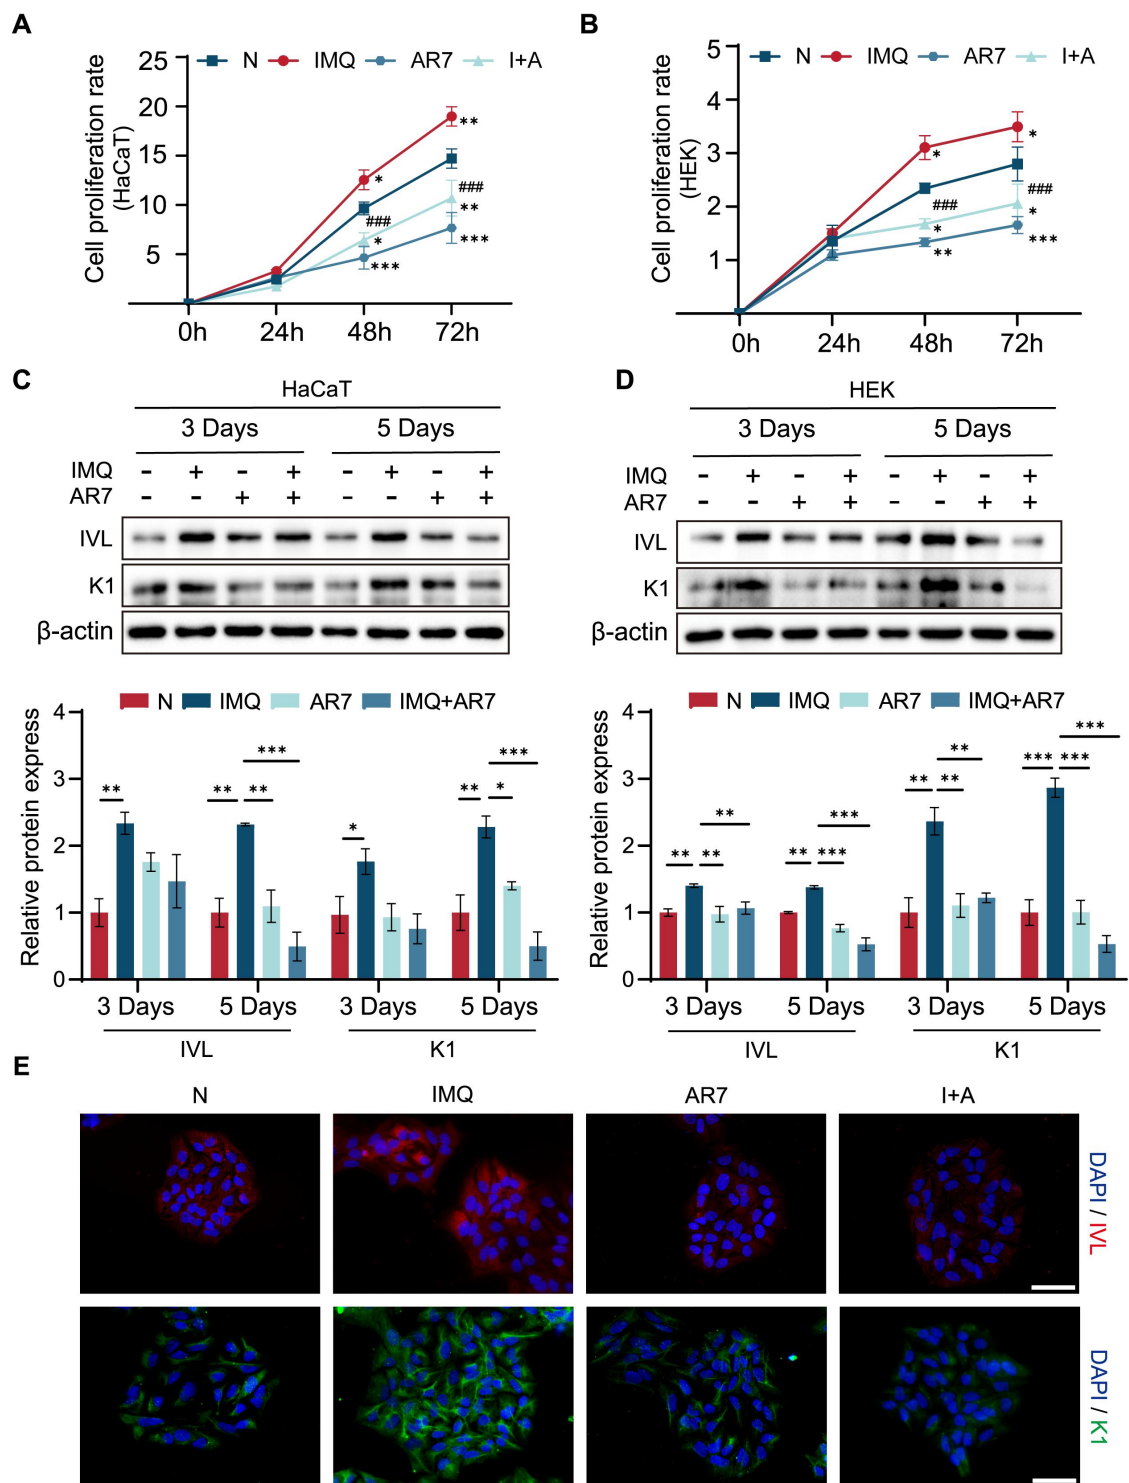 A
Cell proliferation rate
(HaCaT)
N IMQ AR7 I+A
25
20
15
10
5
* ** ### * *** ### ** ***
0h 24h 48h 72h
B
Cell proliferation rate
(HEK)
N IMQ AR7 I+A
5
4
3
2
1
* * ### * ** ### * ***
0h 24h 48h 72h
C
HaCaT
3 Days 5 Days
IMQ - + - + - + - +
AR7 - - + + - - + +
IVL
K1
β-actin
N IMQ AR7 IMQ+AR7
Relative protein express
4
3
2
1
0
** ** ** *** * ** * ***
3 Days 5 Days 3 Days 5 Days
IVL K1
D
HEK
3 Days 5 Days
IMQ - + - + - + - +
AR7 - - + + - - + +
IVL
K1
β-actin
N IMQ AR7 IMQ+AR7
Relative protein express
4
3
2
1
0
** ** ** ** *** *** ** ** ** *** *** ***
3 Days 5 Days 3 Days 5 Days
IVL K1
E
N IMQ AR7 I+A
DAPI / IVL
DAPI / K1